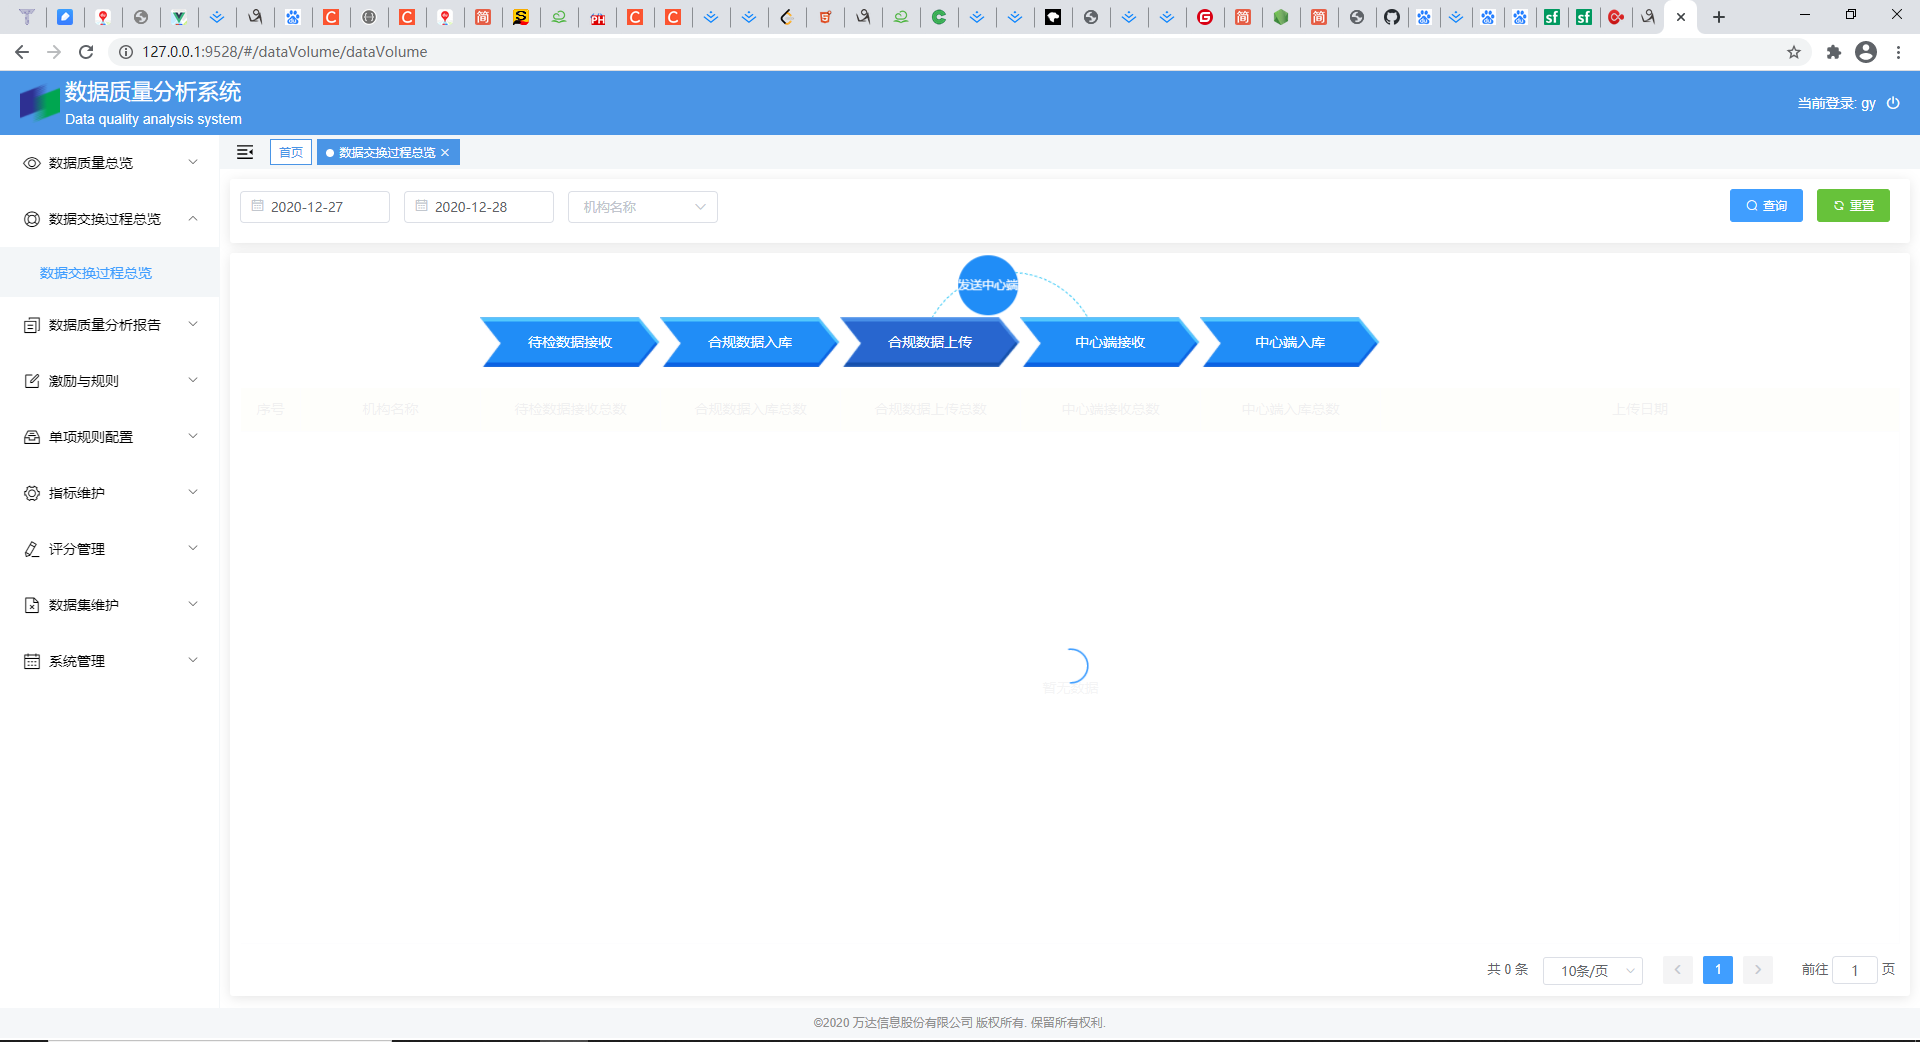 127.0.0.1:9528/#/dataVolume/dataVolume
数据质量分析系统
Data quality analysis system
当前登录: gy
数据质量总览
数据交换过程总览
数据交换过程总览
数据质量分析报告
激励与规则
单项规则配置
指标维护
评分管理
数据集维护
系统管理
首页
数据交换过程总览
2020-12-27
2020-12-28
机构名称
查询
重置
发送中心端
待检数据接收
合规数据入库
合规数据上传
中心端接收
中心端入库
序号
机构名称
待检数据接收总数
合规数据入库总数
合规数据上传总数
中心端接收总数
中心端入库总数
上传日期
暂无数据
共 0 条
10条/页
1
前往 1 页
©2020 万达信息股份有限公司 版权所有. 保留所有权利.